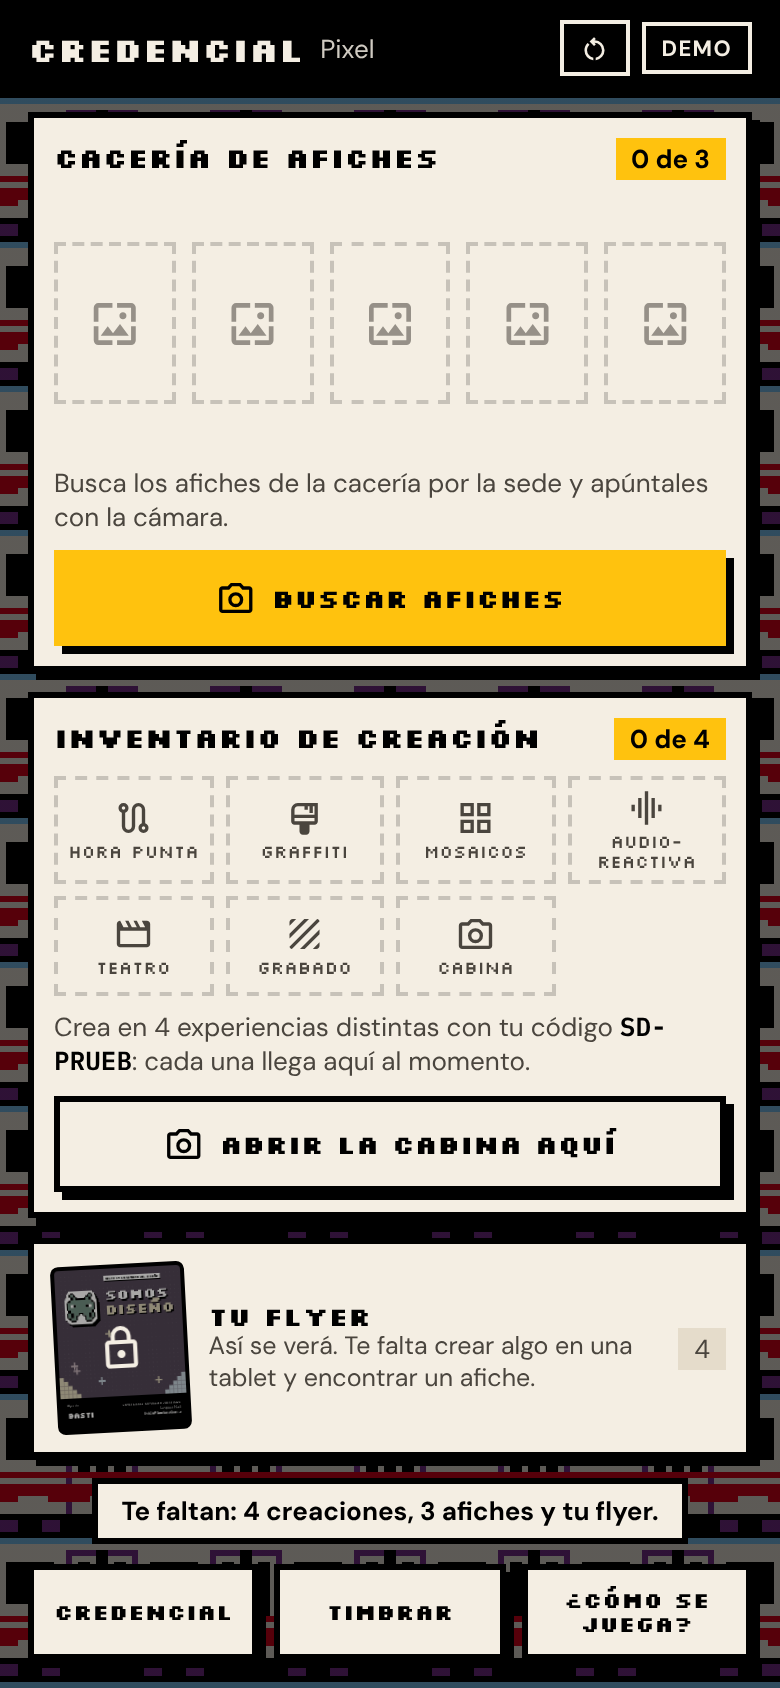 CREDENCIAL Pixel
DEMO
CACERÍA DE AFICHES
0 de 3
Busca los afiches de la cacería por la sede y apúntales
con la cámara.
BUSCAR AFICHES
INVENTARIO DE CREACIÓN
0 de 4
HORA PUNTA
GRAFFITI
MOSAICOS
AUDIO-
REACTIVA
TEATRO
GRABADO
CABINA
Crea en 4 experiencias distintas con tu código SD-
PRUEB: cada una llega aquí al momento.
ABRIR LA CABINA AQUÍ
SOMOS
DISEÑO
BASTI
TU FLYER
Así se verá. Te falta crear algo en una
tablet y encontrar un afiche.
4
Te faltan: 4 creaciones, 3 afiches y tu flyer.
CREDENCIAL
TIMBRAR
¿CÓMO SE
JUEGA?